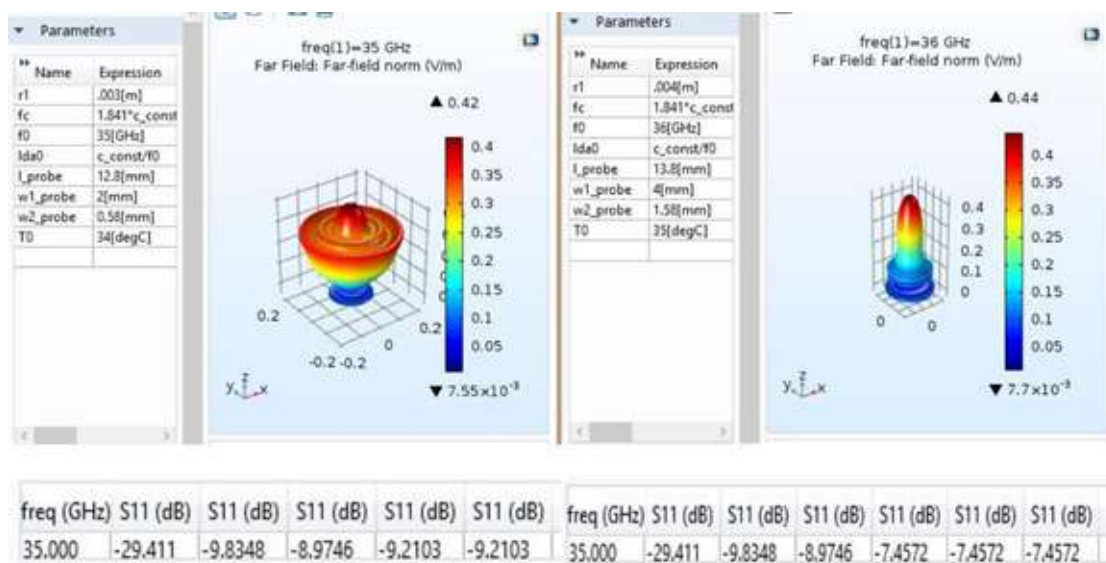 Parameters
Name Expression
r1 .003[m]
fc 1.841*c_const
f0 35[GHz]
lda0 c_const/f0
l_probe 12.8[mm]
w1_probe 2[mm]
w2_probe 0.58[mm]
T0 34[degC]
freq(1)=35 GHz
Far Field: Far-field norm (V/m)
▲ 0.42
0.4
0.35
0.3
0.25
0.2
0.15
0.1
0.05
▼ 7.55×10⁻³
0.2
0.2
0
-0.2 -0.2
y z x
Parameters
Name Expression
r1 .004[m]
fc 1.841*c_const
f0 36[GHz]
lda0 c_const/f0
l_probe 13.8[mm]
w1_probe 4[mm]
w2_probe 1.58[mm]
T0 35[degC]
freq(1)=36 GHz
Far Field: Far-field norm (V/m)
▲ 0.44
0.4
0.35
0.3
0.25
0.2
0.15
0.1
0.05
▼ 7.7×10⁻³
0.4
0.3
0.2
0.1
0
0 0
y z x
freq (GHz) S11 (dB) S11 (dB) S11 (dB) S11 (dB) S11 (dB)
35.000 -29.411 -9.8348 -8.9746 -9.2103 -9.2103
freq (GHz) S11 (dB) S11 (dB) S11 (dB) S11 (dB) S11 (dB) S11 (dB)
35.000 -29.411 -9.8348 -8.9746 -7.4572 -7.4572 -7.4572